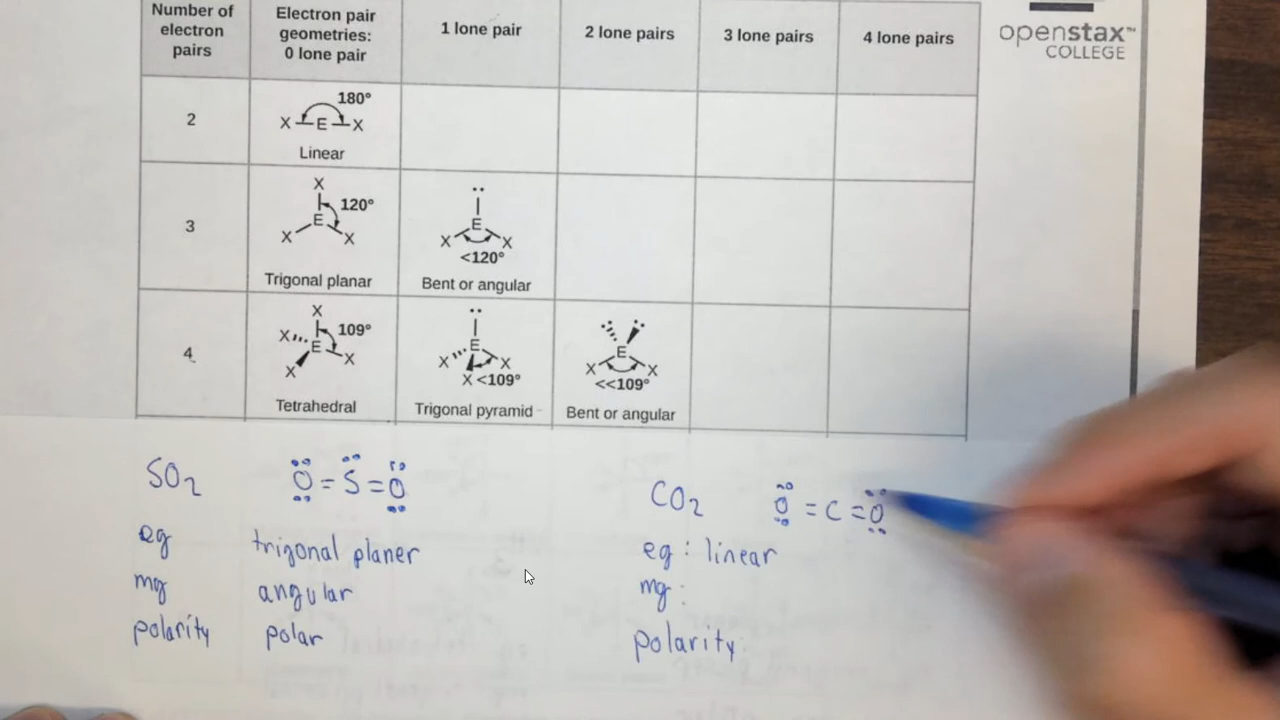 openstax™
COLLEGE
Number of electron pairs
Electron pair geometries: 0 lone pair
1 lone pair
2 lone pairs
3 lone pairs
4 lone pairs
2
180°
X E X
Linear
3
X
120°
E
X X
Trigonal planar
..
E
X X
<120°
Bent or angular
4
X
109°
X E X
X
Tetrahedral
..
E
X X
X <109°
Trigonal pyramid
.. ..
E
X X
<<109°
Bent or angular
SO2 O=S=O
eg trigonal planer
mg angular
polarity polar
CO2 O=C=O
eg: linear
mg:
polarity: